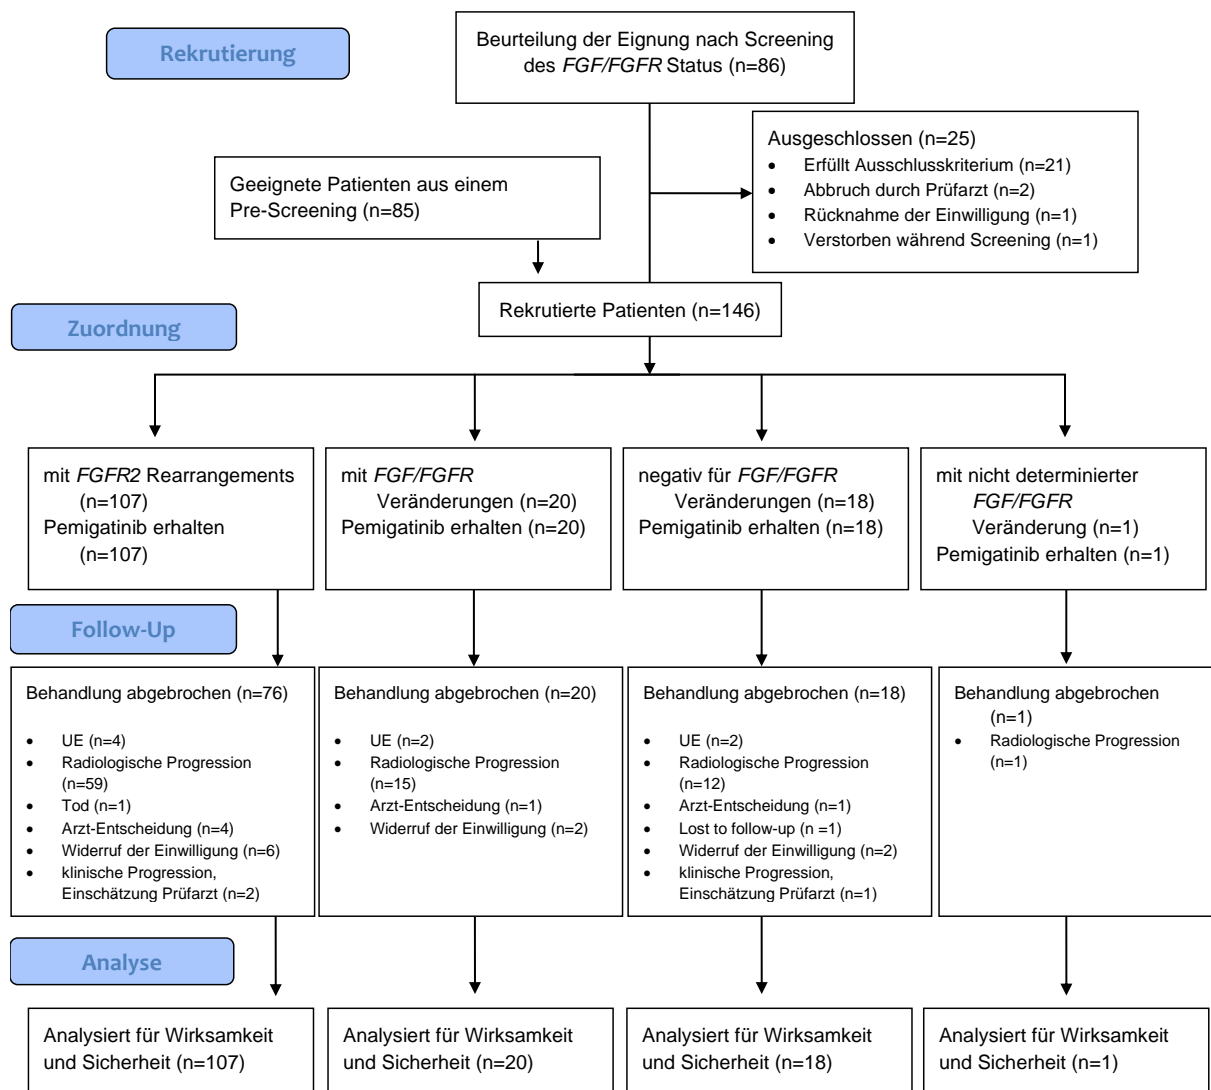 Rekrutierung
Beurteilung der Eignung nach Screening
des FGF/FGFR Status (n=86)
Ausgeschlossen (n=25)
• Erfüllt Ausschlusskriterium (n=21)
• Abbruch durch Prüfarzt (n=2)
• Rücknahme der Einwilligung (n=1)
• Verstorben während Screening (n=1)
Geeignete Patienten aus einem
Pre-Screening (n=85)
Rekrutierte Patienten (n=146)
Zuordnung
mit FGFR2 Rearrangements
(n=107)
Pemigatinib erhalten
(n=107)
mit FGF/FGFR
Veränderungen (n=20)
Pemigatinib erhalten (n=20)
negativ für FGF/FGFR
Veränderungen (n=18)
Pemigatinib erhalten (n=18)
mit nicht determinierter
FGF/FGFR
Veränderung (n=1)
Pemigatinib erhalten (n=1)
Follow-Up
Behandlung abgebrochen (n=76)
• UE (n=4)
• Radiologische Progression
(n=59)
• Tod (n=1)
• Arzt-Entscheidung (n=4)
• Widerruf der Einwilligung (n=6)
• klinische Progression,
Einschätzung Prüfarzt (n=2)
Behandlung abgebrochen (n=20)
• UE (n=2)
• Radiologische Progression
(n=15)
• Arzt-Entscheidung (n=1)
• Widerruf der Einwilligung (n=2)
Behandlung abgebrochen (n=18)
• UE (n=2)
• Radiologische Progression
(n=12)
• Arzt-Entscheidung (n=1)
• Lost to follow-up (n =1)
• Widerruf der Einwilligung (n=2)
• klinische Progression,
Einschätzung Prüfarzt (n=1)
Behandlung abgebrochen
(n=1)
• Radiologische Progression
(n=1)
Analyse
Analysiert für Wirksamkeit
und Sicherheit (n=107)
Analysiert für Wirksamkeit
und Sicherheit (n=20)
Analysiert für Wirksamkeit
und Sicherheit (n=18)
Analysiert für Wirksamkeit
und Sicherheit (n=1)